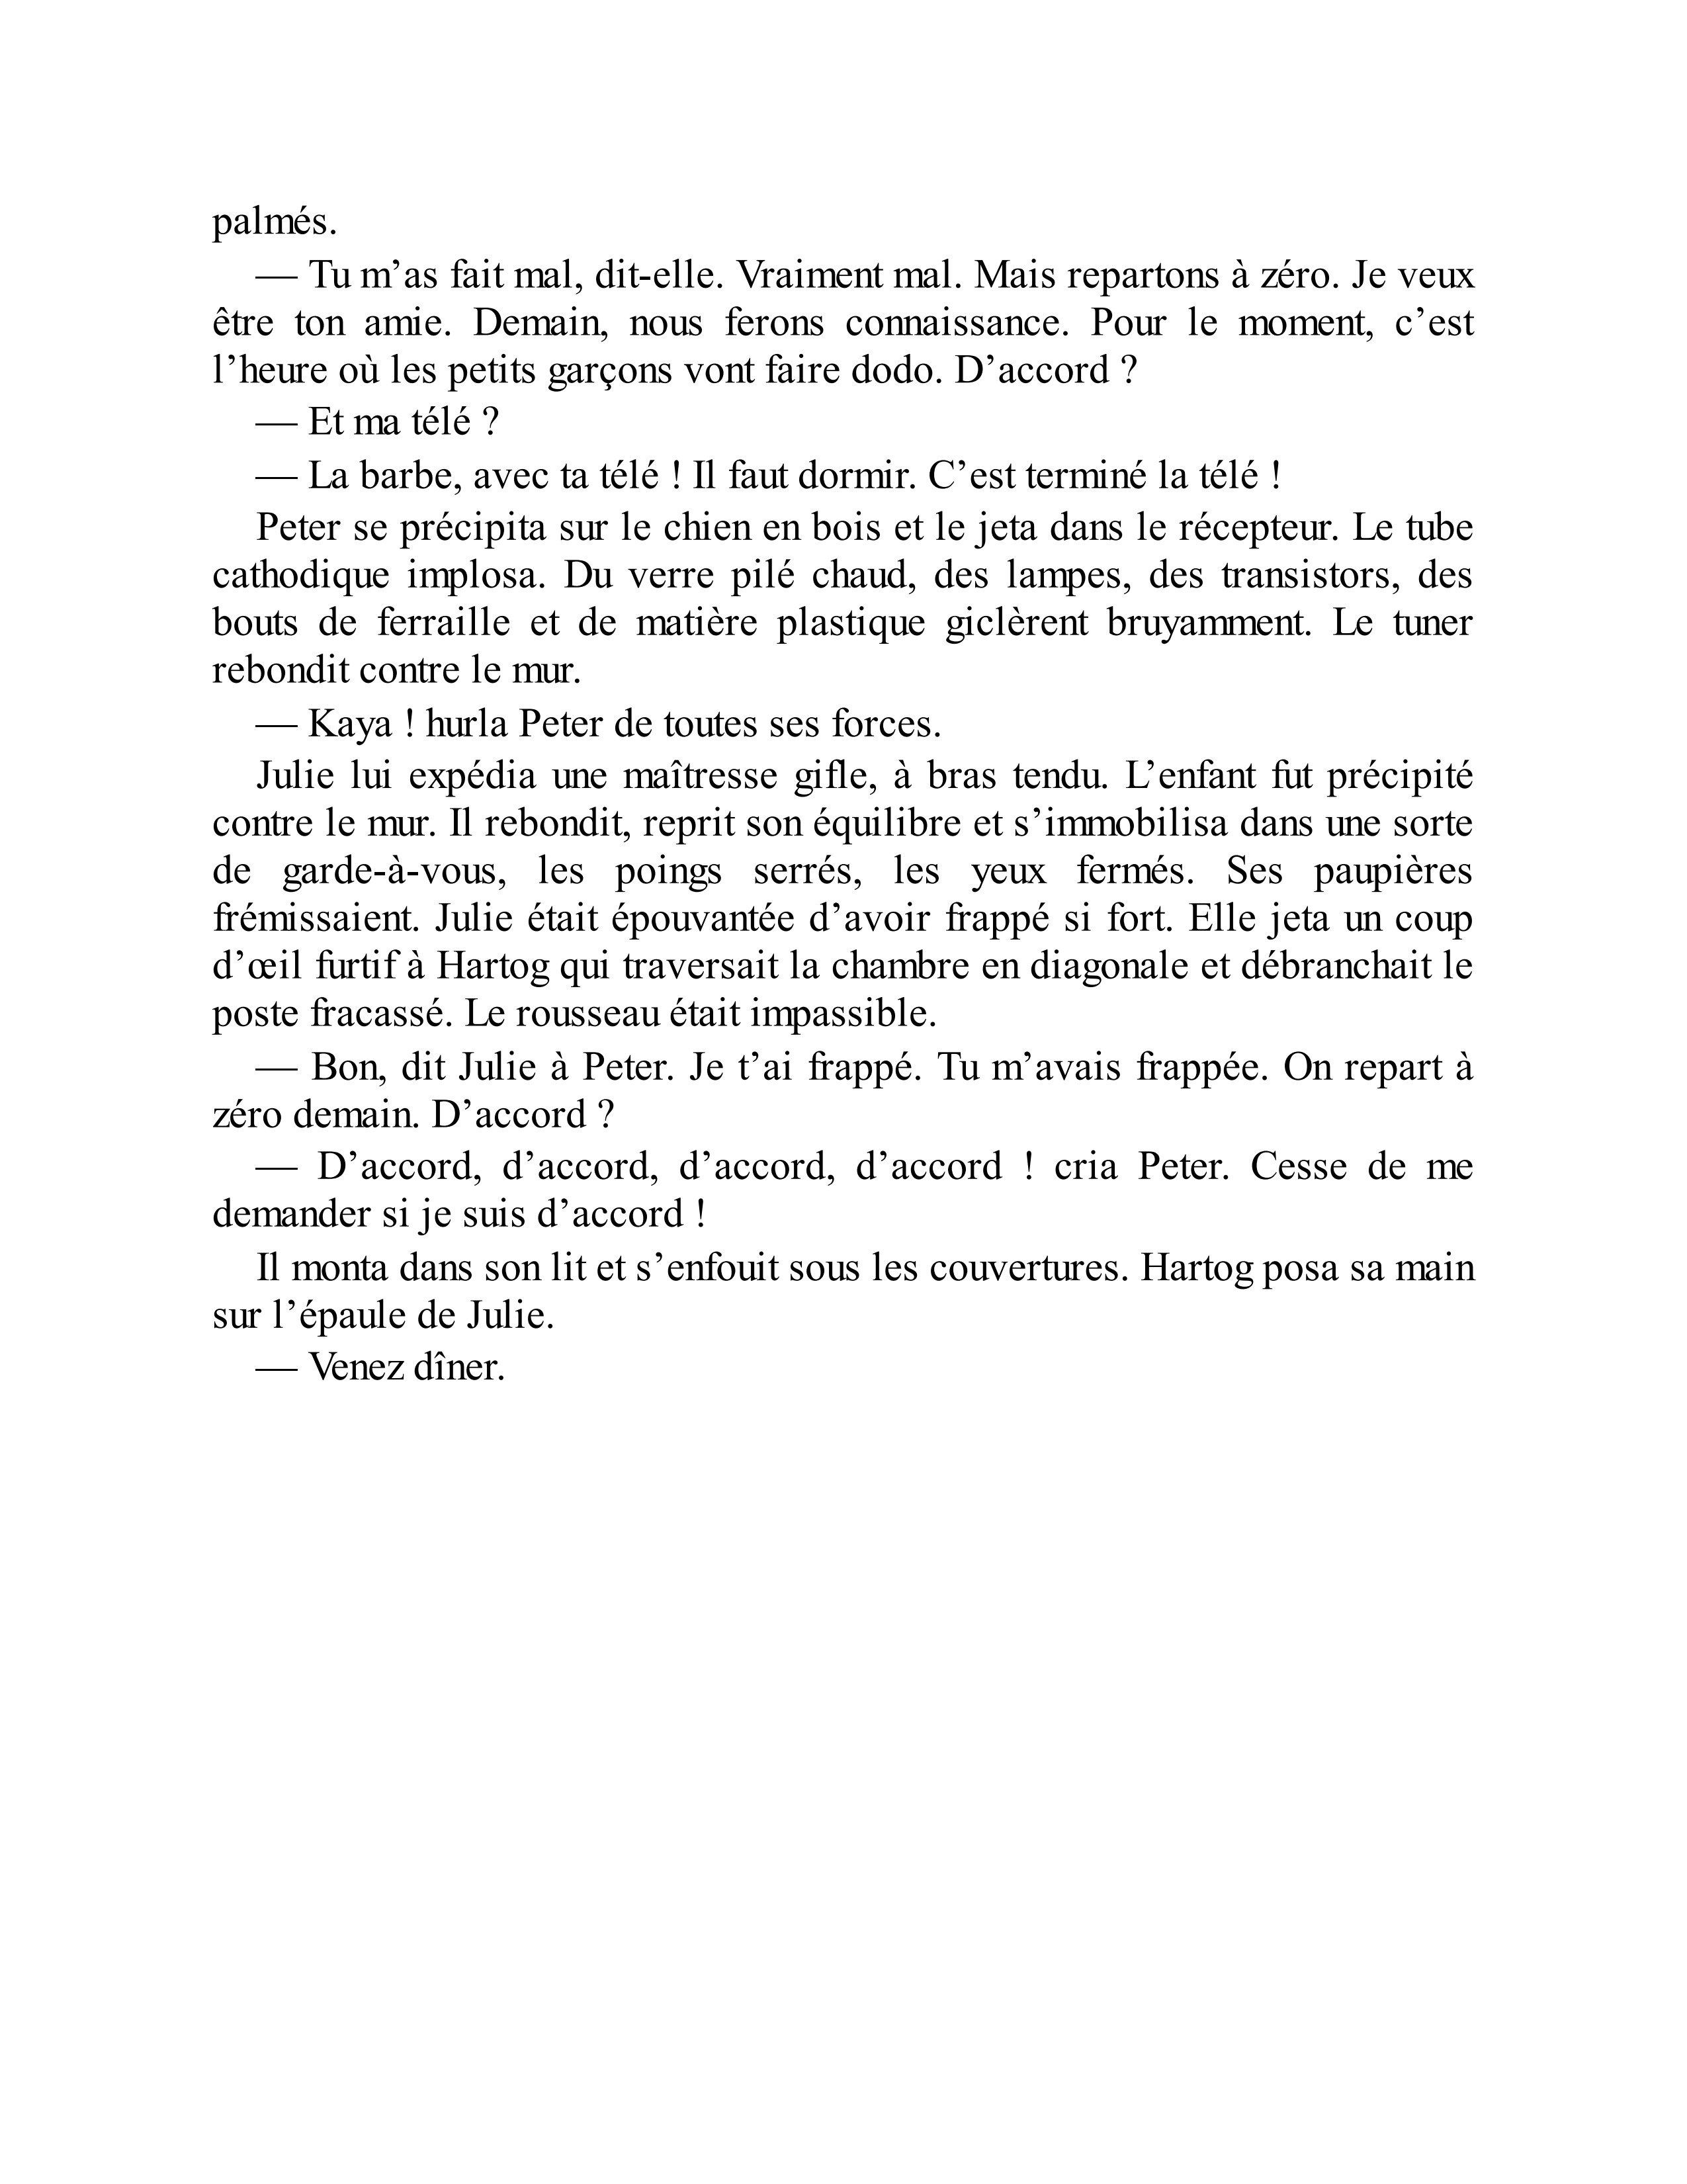 palmés.
— Tu m’as fait mal, dit-elle. Vraiment mal. Mais repartons à zéro. Je veux
être ton amie. Demain, nous ferons connaissance. Pour le moment, c’est
l’heure où les petits garçons vont faire dodo. D’accord ?
— Et ma télé ?
— La barbe, avec ta télé ! Il faut dormir. C’est terminé la télé !
Peter se précipita sur le chien en bois et le jeta dans le récepteur. Le tube
cathodique implosa. Du verre pilé chaud, des lampes, des transistors, des
bouts de ferraille et de matière plastique giclèrent bruyamment. Le tuner
rebondit contre le mur.
— Kaya ! hurla Peter de toutes ses forces.
Julie lui expédia une maîtresse gifle, à bras tendu. L’enfant fut précipité
contre le mur. Il rebondit, reprit son équilibre et s’immobilisa dans une sorte
de garde-à-vous, les poings serrés, les yeux fermés. Ses paupières
frémissaient. Julie était épouvantée d’avoir frappé si fort. Elle jeta un coup
d’œil furtif à Hartog qui traversait la chambre en diagonale et débranchait le
poste fracassé. Le rousseau était impassible.
— Bon, dit Julie à Peter. Je t’ai frappé. Tu m’avais frappée. On repart à
zéro demain. D’accord ?
— D’accord, d’accord, d’accord, d’accord ! cria Peter. Cesse de me
demander si je suis d’accord !
Il monta dans son lit et s’enfouit sous les couvertures. Hartog posa sa main
sur l’épaule de Julie.
— Venez dîner.